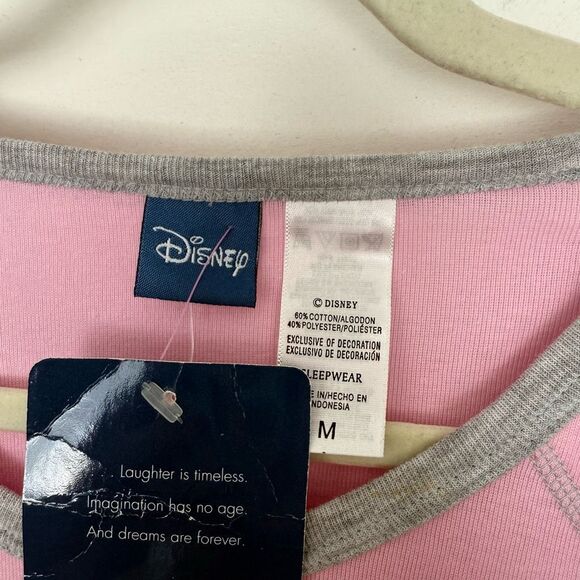 Disney
© DISNEY
60% COTTON/ALGODON
40% POLYESTER/POLIÉSTER
EXCLUSIVE OF DECORATION
EXCLUSIVO DE DECORACIÓN
SLEEPWEAR
IN/HECHO EN
INDONESIA
M
Laughter is timeless.
Imagination has no age.
And dreams are forever.